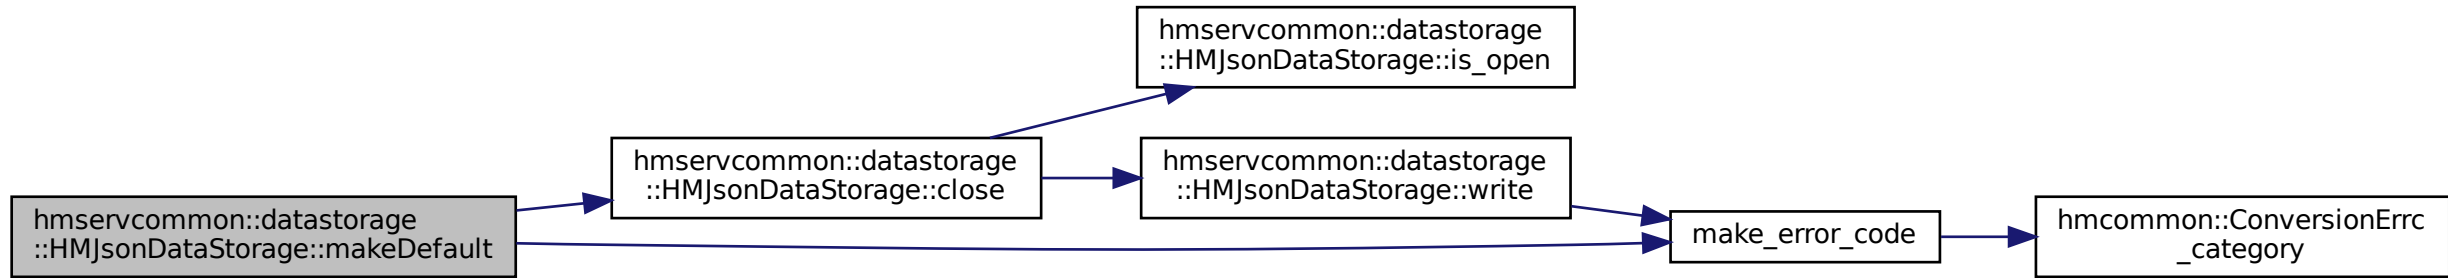 hmservcommon::datastorage
::HMJsonDataStorage::makeDefault
hmservcommon::datastorage
::HMJsonDataStorage::close
hmservcommon::datastorage
::HMJsonDataStorage::is_open
hmservcommon::datastorage
::HMJsonDataStorage::write
make_error_code
hmcommon::ConversionErrc
_category